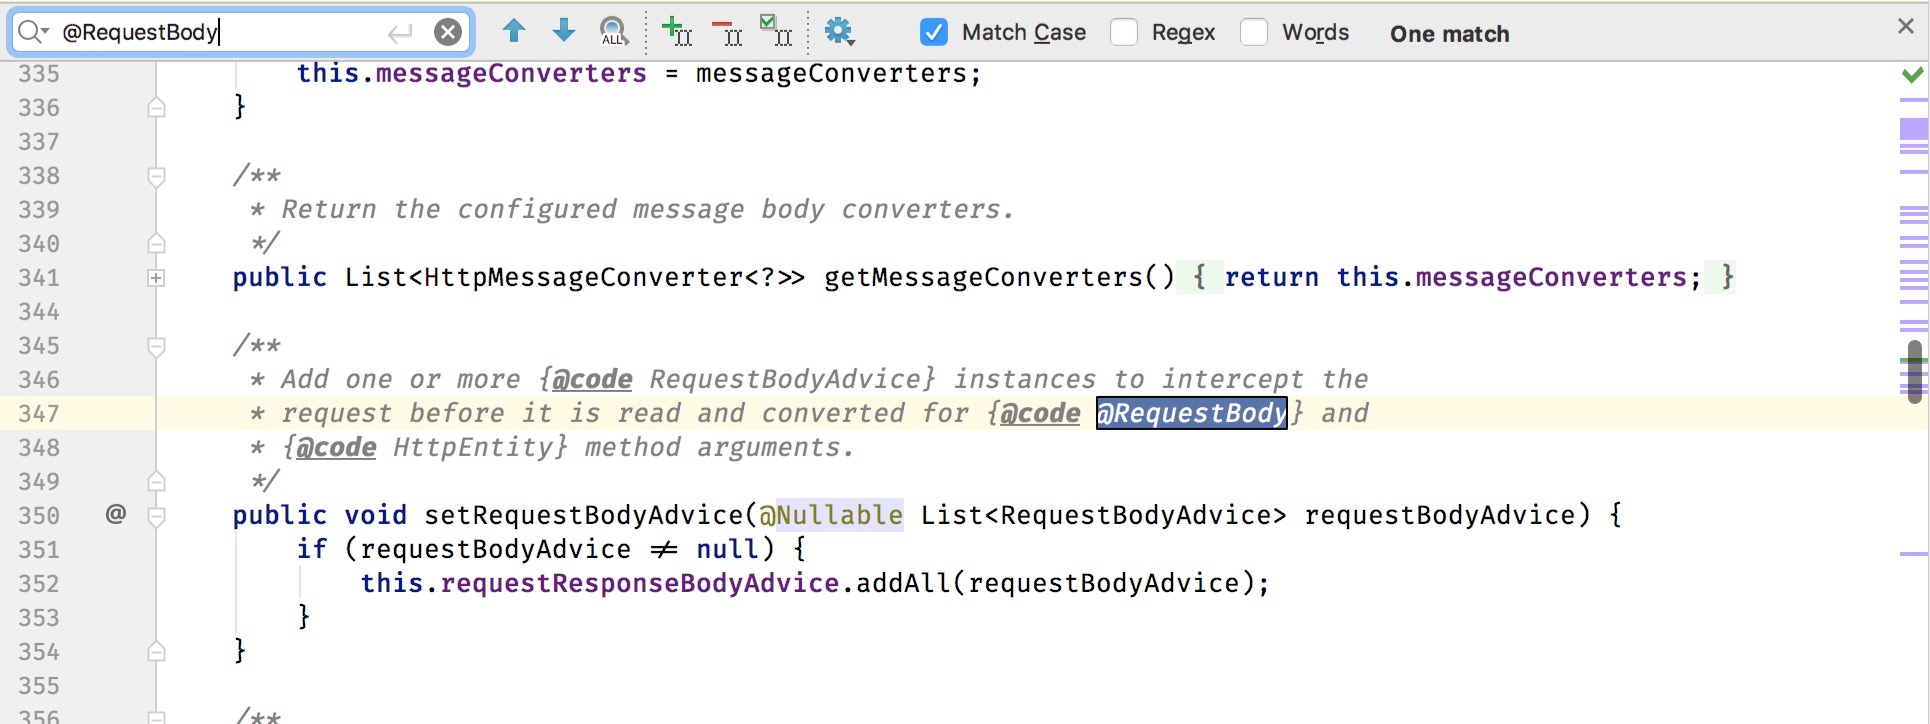 @RequestBody ALL Match Case Regex Words One match
335 this.messageConverters = messageConverters;
336 }
337
338 /**
339 * Return the configured message body converters.
340 */
341 public List<HttpMessageConverter<?>> getMessageConverters() { return this.messageConverters; }
344
345 /**
346 * Add one or more {@code RequestBodyAdvice} instances to intercept the
347 * request before it is read and converted for {@code @RequestBody} and
348 * {@code HttpEntity} method arguments.
349 */
350 @ public void setRequestBodyAdvice(@Nullable List<RequestBodyAdvice> requestBodyAdvice) {
351 if (requestBodyAdvice ≠ null) {
352 this.requestResponseBodyAdvice.addAll(requestBodyAdvice);
353 }
354 }
355
356 /**